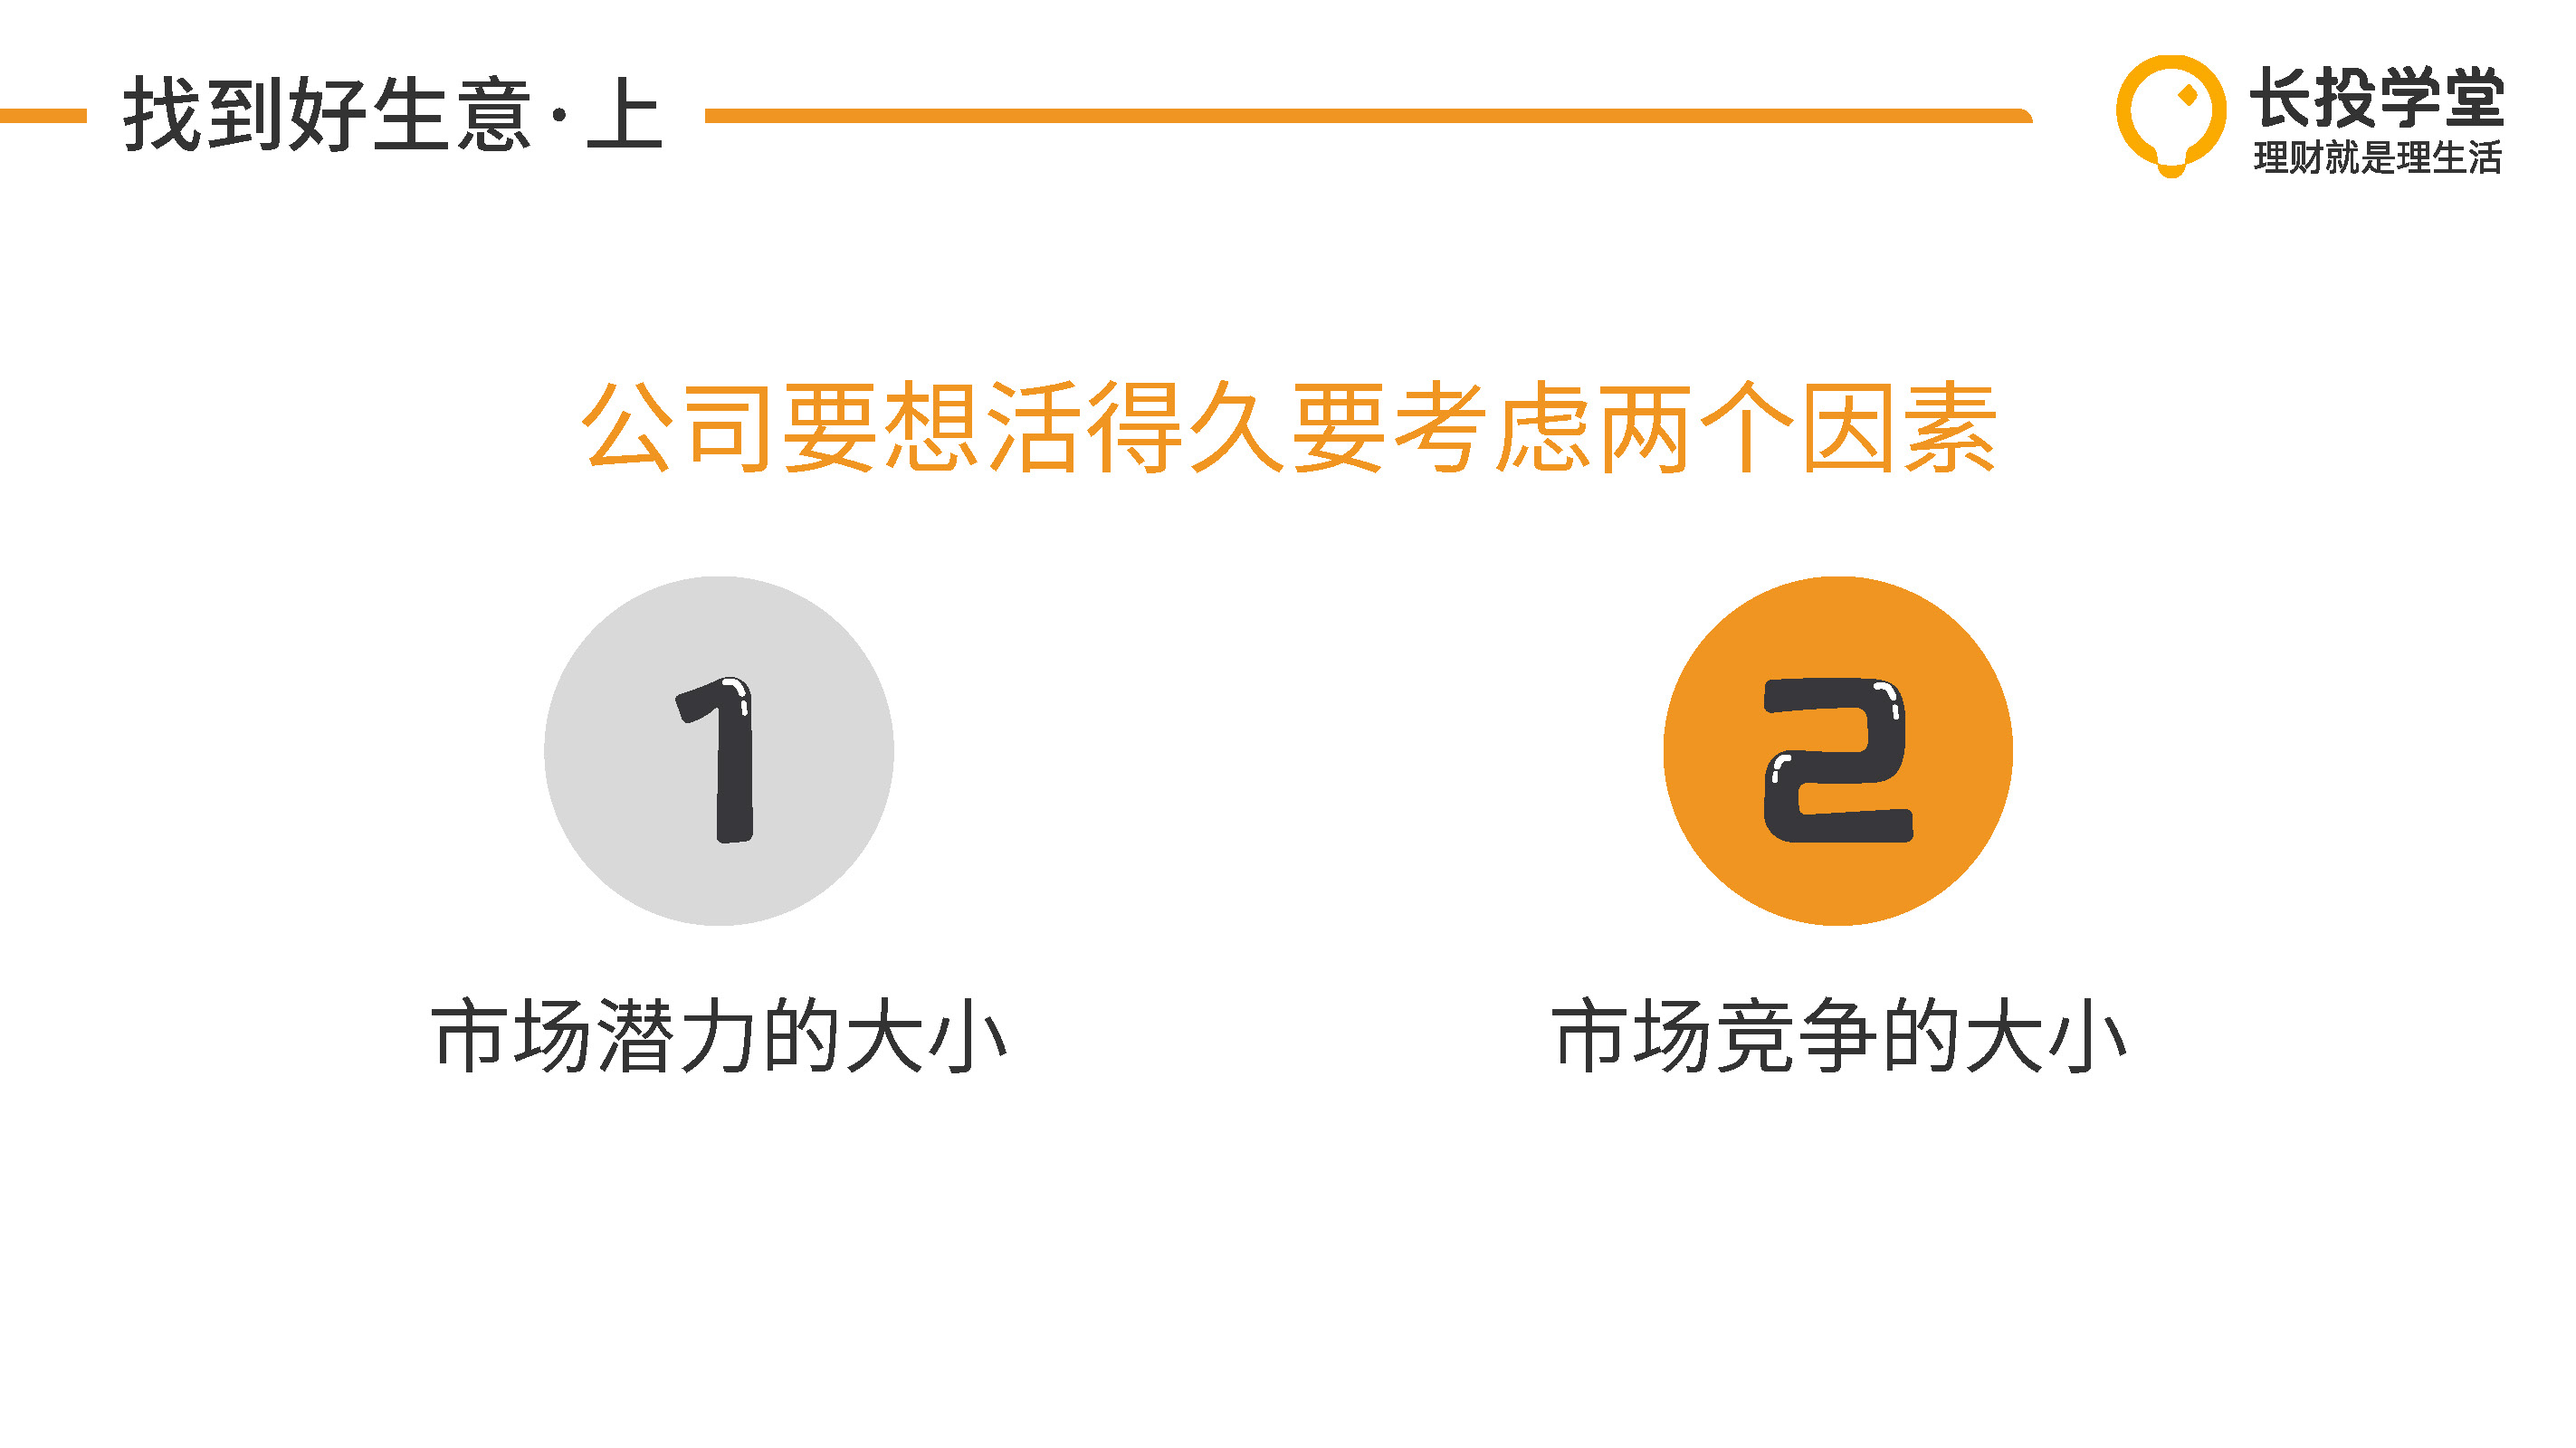 找到好生意·上
长投学堂
理财就是理生活
公司要想活得久要考虑两个因素
1
2
市场潜力的大小
市场竞争的大小